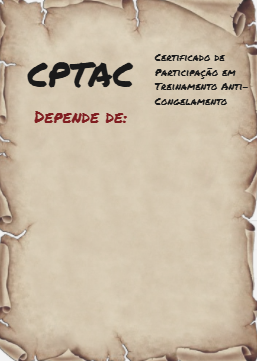 CPTAC
Certificado de
Participação em
Treinamento Anti-
Congelamento
Depende de: